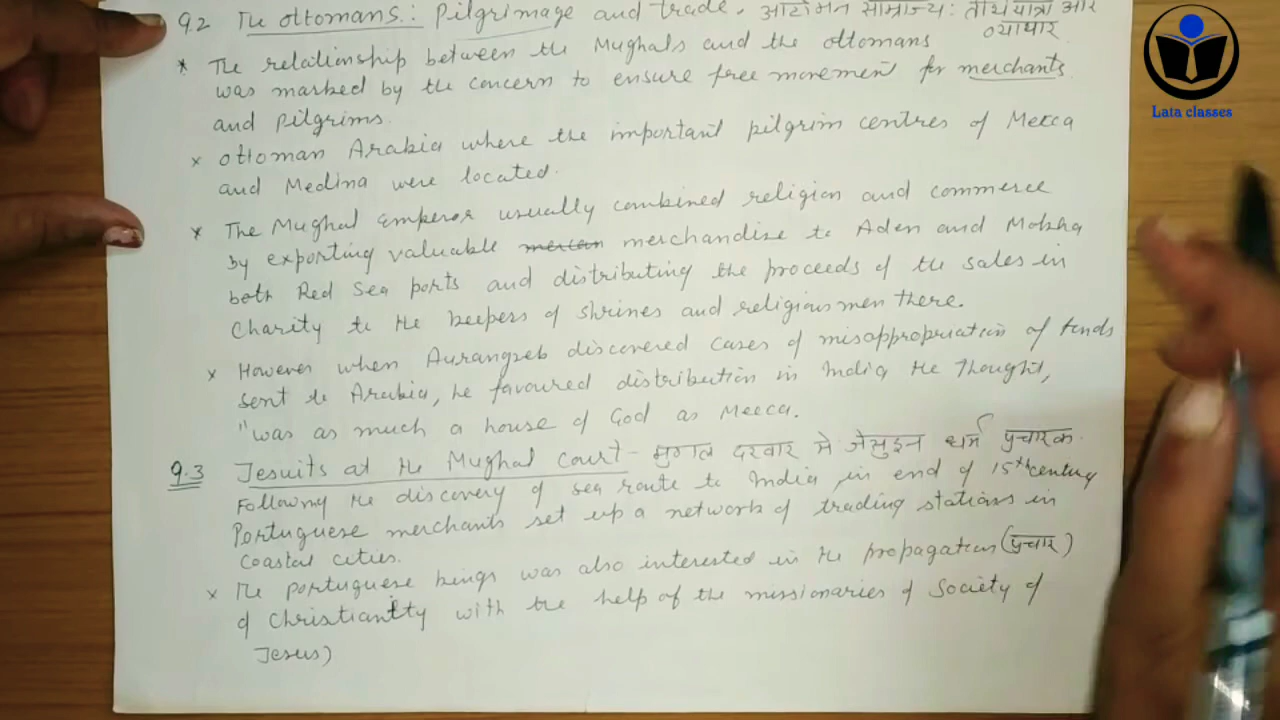 9.2 The Ottomans: Pilgrimage and trade. आटोमन साम्राज्य: तीर्थयात्रा और
व्यापार
* The relationship between the Mughals and the Ottomans
was marked by the concern to ensure free movement for merchants
and pilgrims.
x Ottoman Arabia where the important pilgrim centres of Mecca
and Medina were located.
* The Mughal emperor usually combined religion and commerce
by exporting valuable merchandise to Aden and Mokha
both Red Sea ports and distributing the proceeds of the sales in
Charity to the keepers of shrines and religious men there.
x However when Aurangzeb discovered cases of misappropriation of funds
sent to Arabia, he favoured distribution in India He Thought,
"was as much a house of God as Mecca.
9.3 Jesuits at the Mughal Court - मुगल दरबार मे जेसुइन धर्म प्रचारक.
Following the discovery of sea route to India, in end of 15th century
Portuguese merchants set up a network of trading stations in
Coastal cities.
x The Portuguese kings was also interested in the propagation (प्रचार)
of Christiantty with the help of the missionaries of Society of
Jesus)
Lata classes